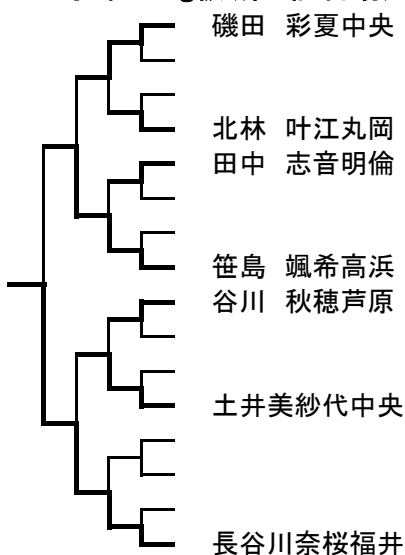 磯田 彩夏中央
北林 叶江丸岡
田中 志音明倫
笹島 颯希高浜
谷川 秋穂芦原
土井美紗代中央
長谷川奈桜福井